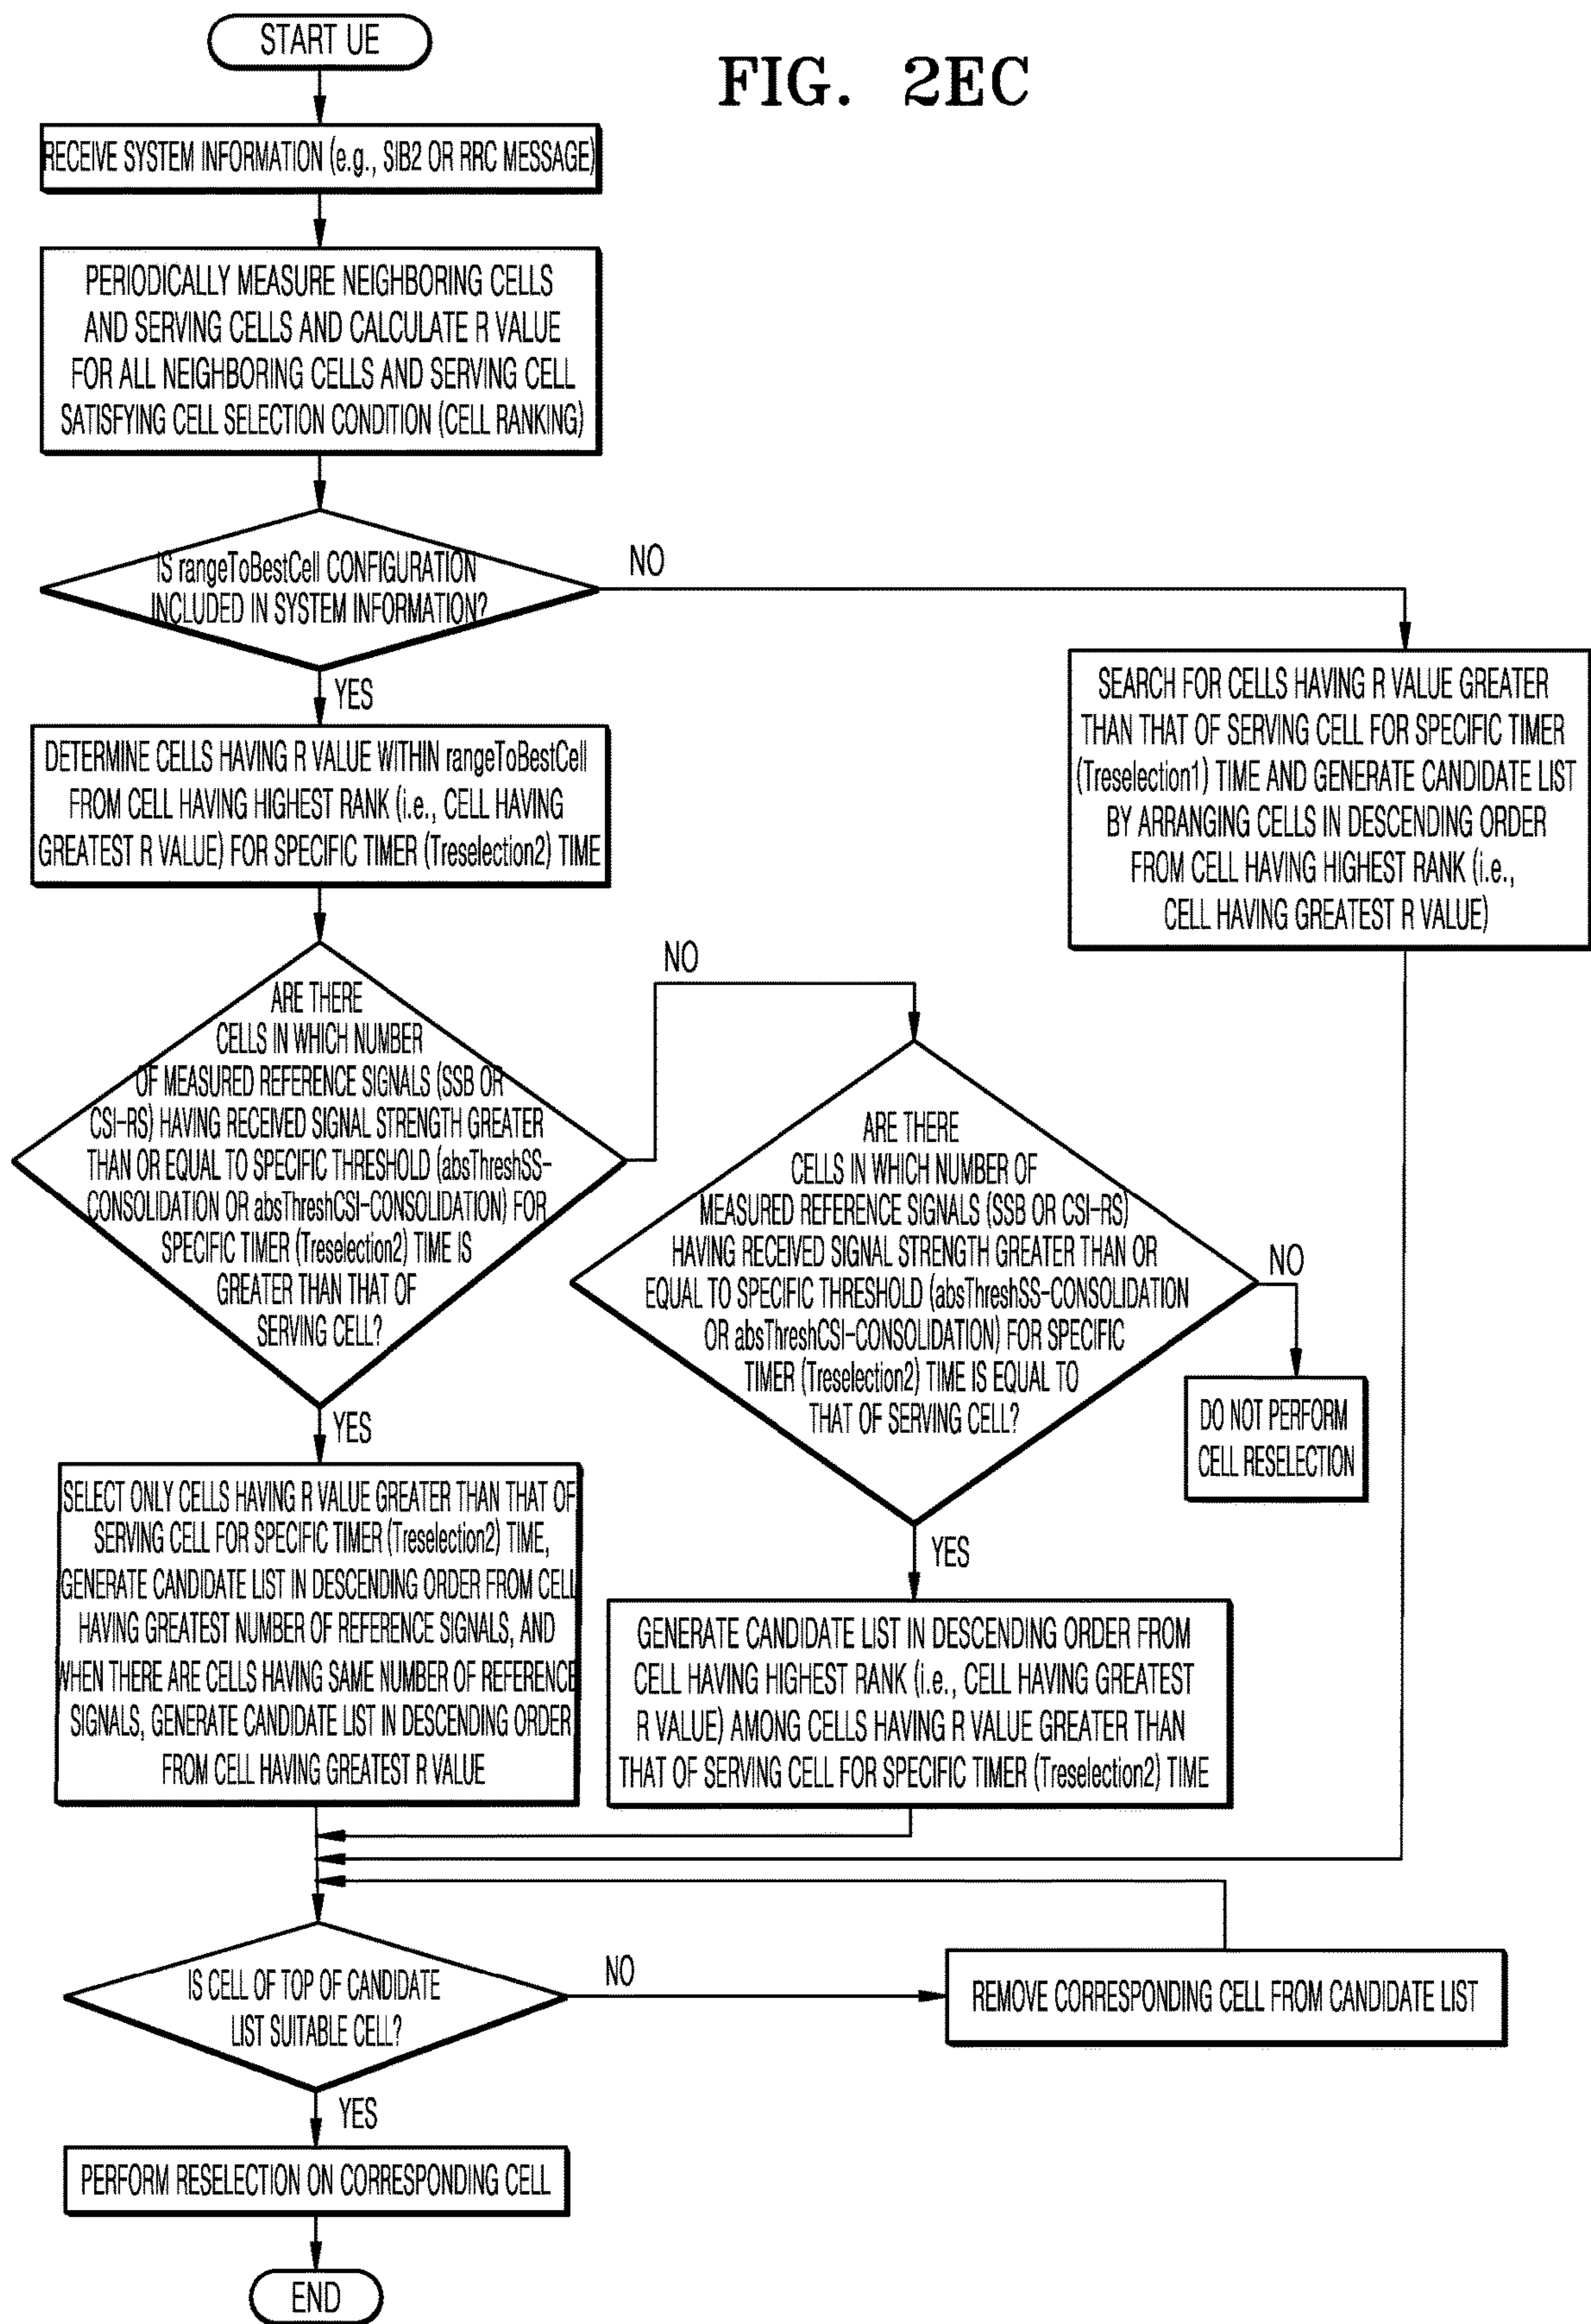 START UE
FIG. 2EC
RECEIVE SYSTEM INFORMATION (e.g., SIB2 OR RRC MESSAGE)
PERIODICALLY MEASURE NEIGHBORING CELLS
AND SERVING CELLS AND CALCULATE R VALUE
FOR ALL NEIGHBORING CELLS AND SERVING CELL
SATISFYING CELL SELECTION CONDITION (CELL RANKING)
IS rangeToBestCell CONFIGURATION
INCLUDED IN SYSTEM INFORMATION?
NO
YES
SEARCH FOR CELLS HAVING R VALUE GREATER
THAN THAT OF SERVING CELL FOR SPECIFIC TIMER
(Treselection1) TIME AND GENERATE CANDIDATE LIST
BY ARRANGING CELLS IN DESCENDING ORDER
FROM CELL HAVING HIGHEST RANK (i.e.,
CELL HAVING GREATEST R VALUE)
DETERMINE CELLS HAVING R VALUE WITHIN rangeToBestCell
FROM CELL HAVING HIGHEST RANK (i.e., CELL HAVING
GREATEST R VALUE) FOR SPECIFIC TIMER (Treselection2) TIME
ARE THERE
CELLS IN WHICH NUMBER
OF MEASURED REFERENCE SIGNALS (SSB OR
CSI-RS) HAVING RECEIVED SIGNAL STRENGTH GREATER
THAN OR EQUAL TO SPECIFIC THRESHOLD (absThreshSS-
CONSOLIDATION OR absThreshCSI-CONSOLIDATION) FOR
SPECIFIC TIMER (Treselection2) TIME IS
GREATER THAN THAT OF
SERVING CELL?
NO
YES
ARE THERE
CELLS IN WHICH NUMBER OF
MEASURED REFERENCE SIGNALS (SSB OR CSI-RS)
HAVING RECEIVED SIGNAL STRENGTH GREATER THAN OR
EQUAL TO SPECIFIC THRESHOLD (absThreshSS-CONSOLIDATION
OR absThreshCSI-CONSOLIDATION) FOR SPECIFIC
TIMER (Treselection2) TIME IS EQUAL TO
THAT OF SERVING CELL?
NO
DO NOT PERFORM
CELL RESELECTION
YES
SELECT ONLY CELLS HAVING R VALUE GREATER THAN THAT OF
SERVING CELL FOR SPECIFIC TIMER (Treselection2) TIME,
GENERATE CANDIDATE LIST IN DESCENDING ORDER FROM CELL
HAVING GREATEST NUMBER OF REFERENCE SIGNALS, AND
WHEN THERE ARE CELLS HAVING SAME NUMBER OF REFERENCE
SIGNALS, GENERATE CANDIDATE LIST IN DESCENDING ORDER
FROM CELL HAVING GREATEST R VALUE
GENERATE CANDIDATE LIST IN DESCENDING ORDER FROM
CELL HAVING HIGHEST RANK (i.e., CELL HAVING GREATEST
R VALUE) AMONG CELLS HAVING R VALUE GREATER THAN
THAT OF SERVING CELL FOR SPECIFIC TIMER (Treselection2) TIME
IS CELL OF TOP OF CANDIDATE
LIST SUITABLE CELL?
NO
REMOVE CORRESPONDING CELL FROM CANDIDATE LIST
YES
PERFORM RESELECTION ON CORRESPONDING CELL
END